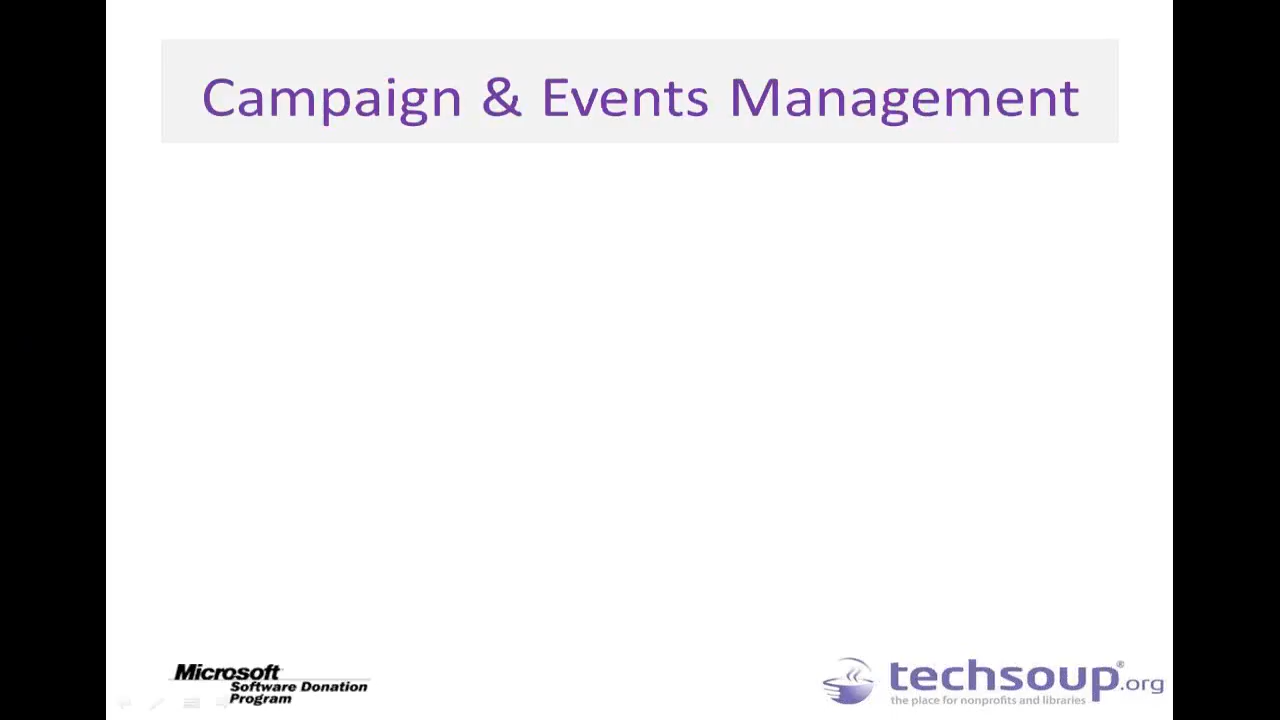 Campaign & Events Management
Microsoft
Software Donation
Program
techsoup®.org
the place for nonprofits and libraries